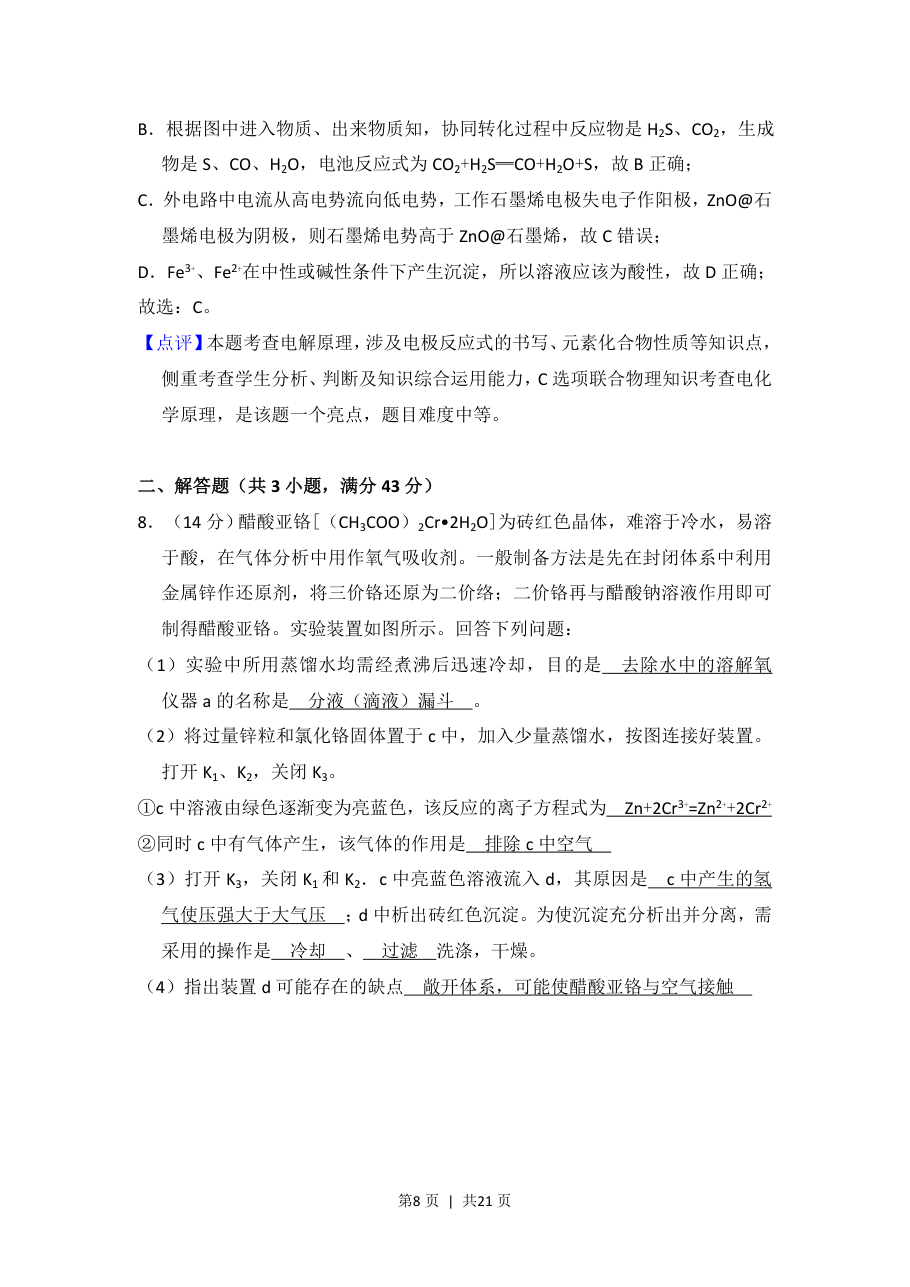 B．根据图中进入物质、出来物质知，协同转化过程中反应物是 H₂S、CO₂，生成
物是 S、CO、H₂O，电池反应式为 CO₂+H₂S═CO+H₂O+S，故 B 正确；
C．外电路中电流从高电势流向低电势，工作石墨烯电极失电子作阳极，ZnO@石
墨烯电极为阴极，则石墨烯电势高于 ZnO@石墨烯，故 C 错误；
D．Fe³⁺、Fe²⁺在中性或碱性条件下产生沉淀，所以溶液应该为酸性，故 D 正确；
故选：C。
【点评】本题考查电解原理，涉及电极反应式的书写、元素化合物性质等知识点，
侧重考查学生分析、判断及知识综合运用能力，C 选项联合物理知识考查电化
学原理，是该题一个亮点，题目难度中等。
二、解答题（共 3 小题，满分 43 分）
8．（14 分）醋酸亚铬[（CH₃COO）₂Cr•2H₂O]为砖红色晶体，难溶于冷水，易溶
于酸，在气体分析中用作氧气吸收剂。一般制备方法是先在封闭体系中利用
金属锌作还原剂，将三价铬还原为二价络；二价铬再与醋酸钠溶液作用即可
制得醋酸亚铬。实验装置如图所示。回答下列问题：
（1）实验中所用蒸馏水均需经煮沸后迅速冷却，目的是　去除水中的溶解氧
仪器 a 的名称是　分液（滴液）漏斗　。
（2）将过量锌粒和氯化铬固体置于 c 中，加入少量蒸馏水，按图连接好装置。
打开 K₁、K₂，关闭 K₃。
①c 中溶液由绿色逐渐变为亮蓝色，该反应的离子方程式为　Zn+2Cr³⁺=Zn²⁺+2Cr²⁺
②同时 c 中有气体产生，该气体的作用是　排除 c 中空气　
（3）打开 K₃，关闭 K₁ 和 K₂．c 中亮蓝色溶液流入 d，其原因是　c 中产生的氢
气使压强大于大气压　；d 中析出砖红色沉淀。为使沉淀充分析出并分离，需
采用的操作是　冷却　、　过滤　洗涤，干燥。
（4）指出装置 d 可能存在的缺点　敞开体系，可能使醋酸亚铬与空气接触　
第8 页 | 共21 页